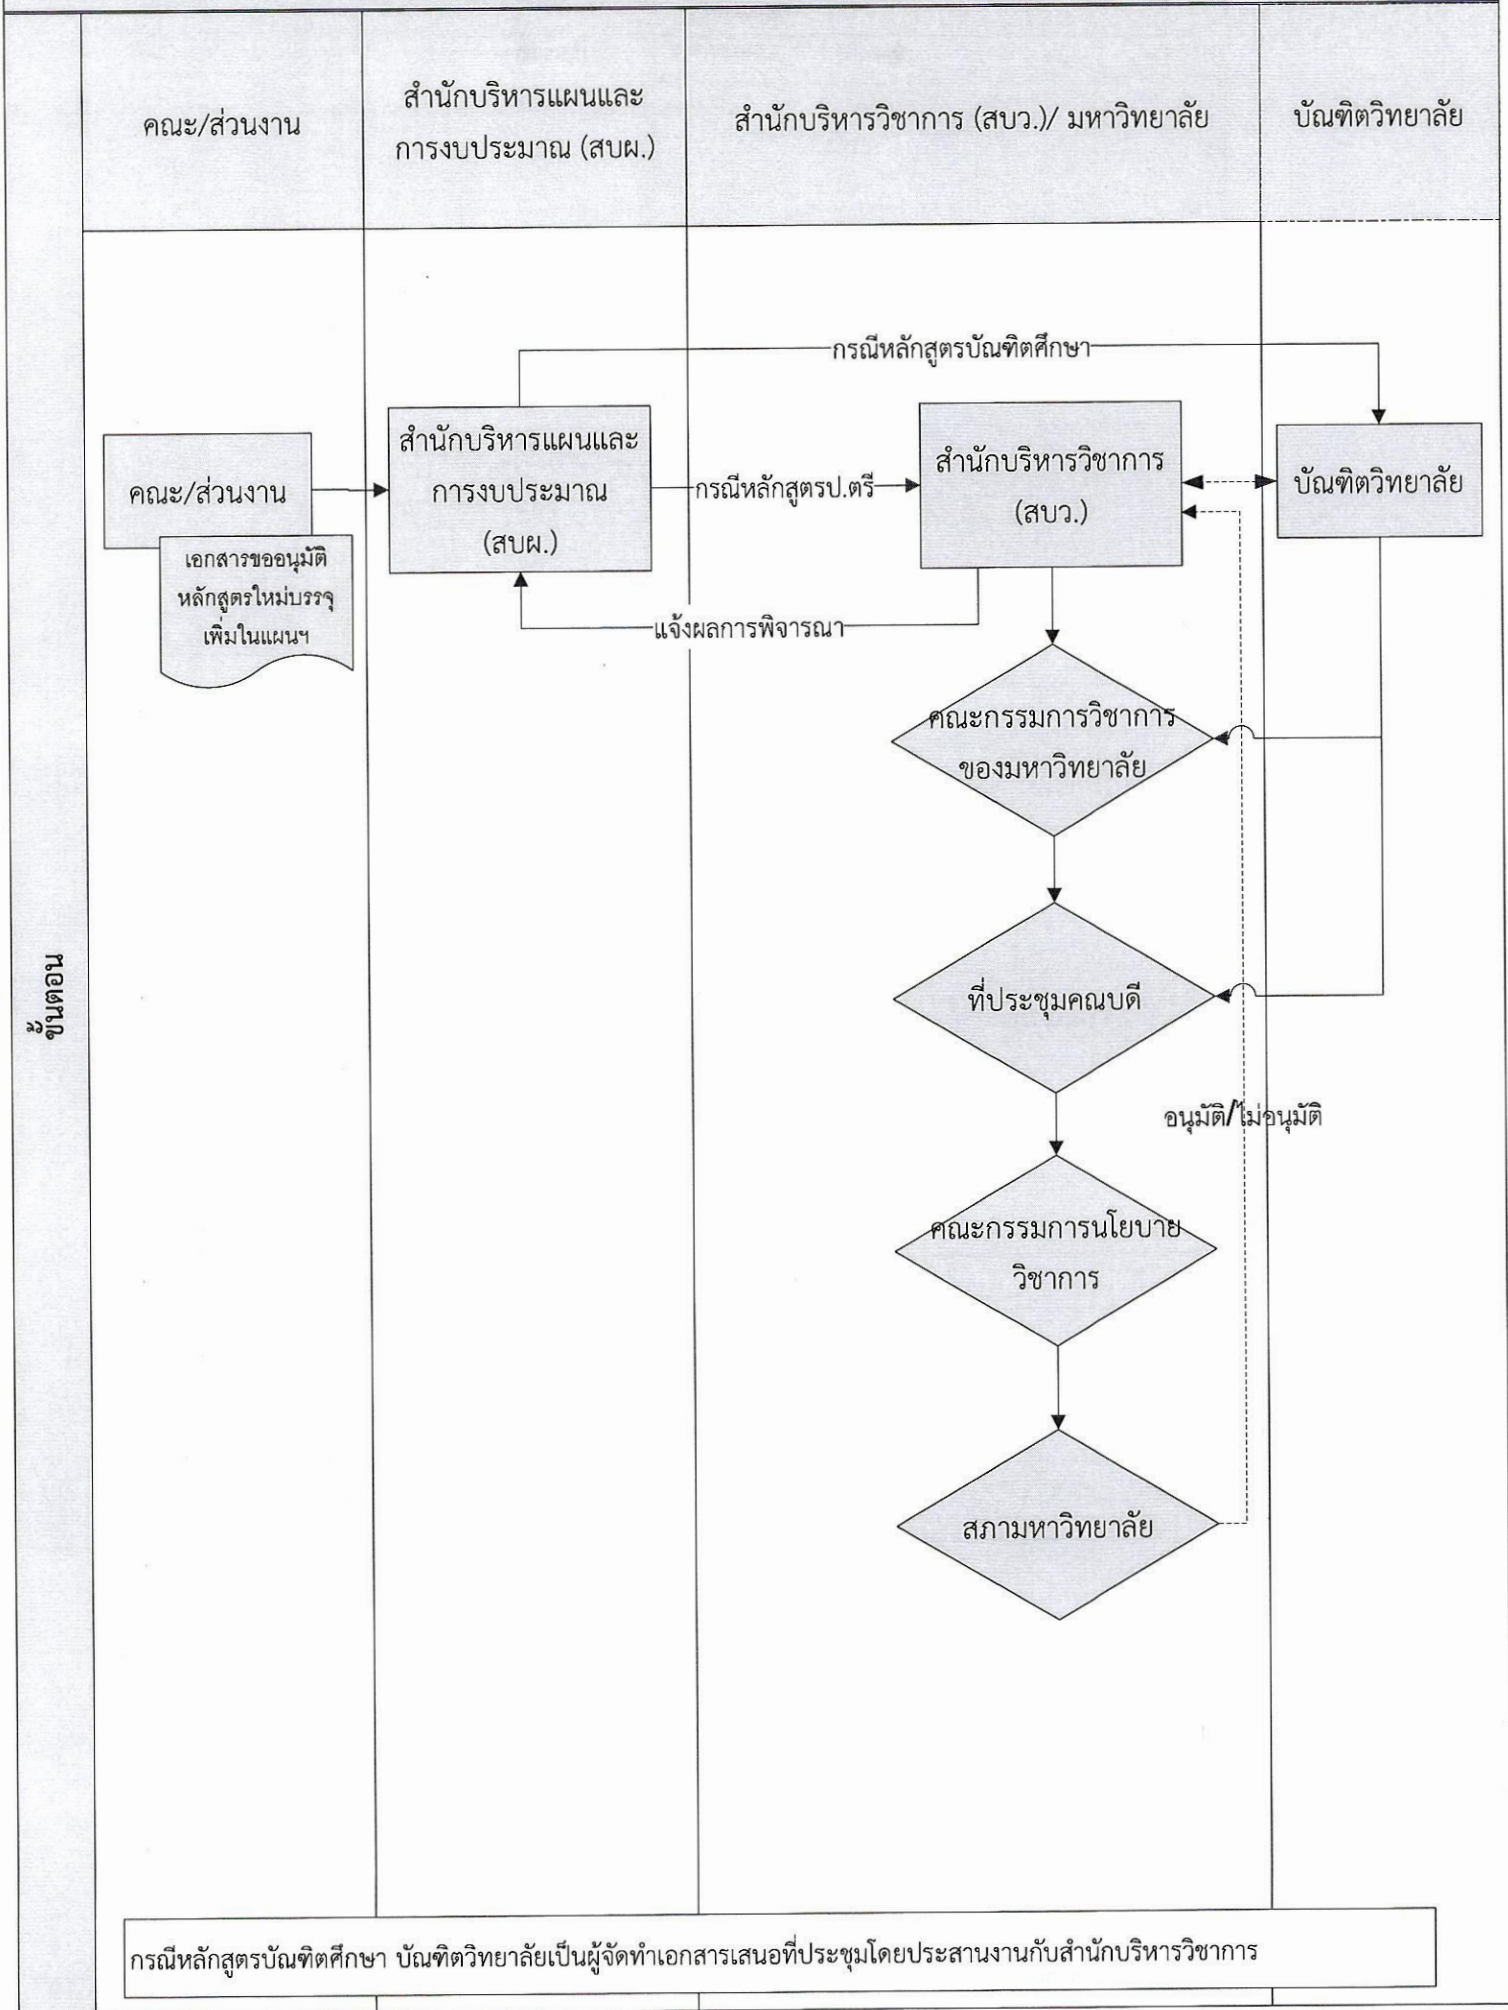 คณะ/ส่วนงาน
สำนักบริหารแผนและ
การงบประมาณ (สบผ.)
สำนักบริหารวิชาการ (สบว.)/ มหาวิทยาลัย
บัณฑิตวิทยาลัย
ขั้นตอน
กรณีหลักสูตรบัณฑิตศึกษา
คณะ/ส่วนงาน
เอกสารขออนุมัติ
หลักสูตรใหม่บรรจุ
เพิ่มในแผนฯ
สำนักบริหารแผนและ
การงบประมาณ
(สบผ.)
กรณีหลักสูตรป.ตรี
สำนักบริหารวิชาการ
(สบว.)
บัณฑิตวิทยาลัย
แจ้งผลการพิจารณา
คณะกรรมการวิชาการ
ของมหาวิทยาลัย
ที่ประชุมคณบดี
อนุมัติ/ไม่อนุมัติ
คณะกรรมการนโยบาย
วิชาการ
สภามหาวิทยาลัย
กรณีหลักสูตรบัณฑิตศึกษา บัณฑิตวิทยาลัยเป็นผู้จัดทำเอกสารเสนอที่ประชุมโดยประสานงานกับสำนักบริหารวิชาการ